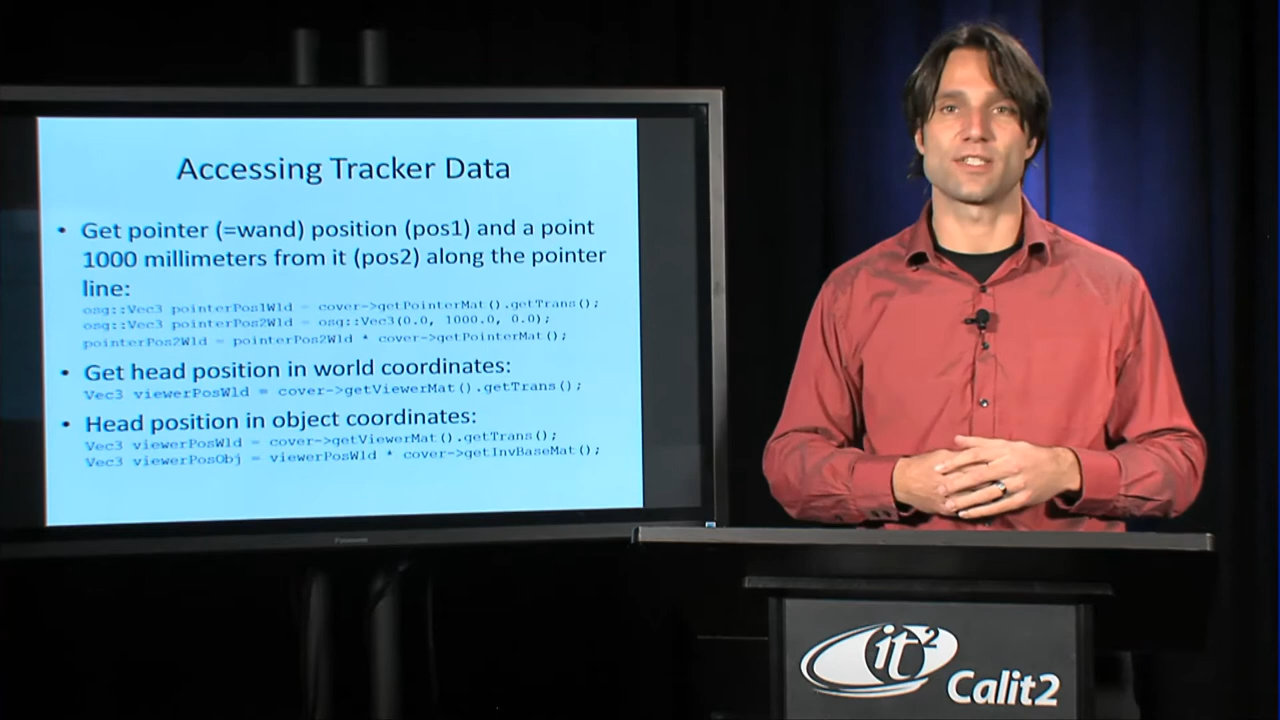 Accessing Tracker Data
• Get pointer (=wand) position (pos1) and a point
1000 millimeters from it (pos2) along the pointer
line:
osg::Vec3 pointerPos1Wld = cover->getPointerMat().getTrans();
osg::Vec3 pointerPos2Wld = osg::Vec3(0.0, 1000.0, 0.0);
pointerPos2Wld = pointerPos2Wld * cover->getPointerMat();
• Get head position in world coordinates:
Vec3 viewerPosWld = cover->getViewerMat().getTrans();
• Head position in object coordinates:
Vec3 viewerPosWld = cover->getViewerMat().getTrans();
Vec3 viewerPosObj = viewerPosWld * cover->getInvBaseMat();
Panasonic
it2
Calit2